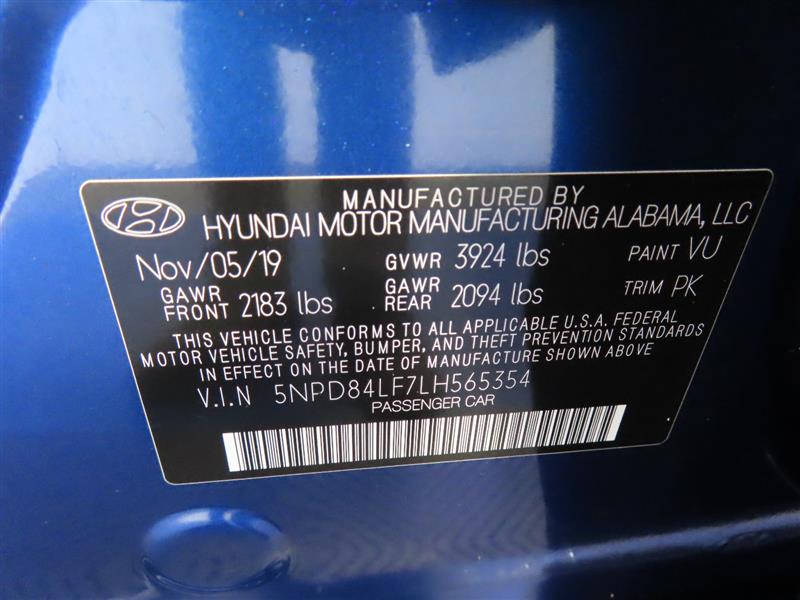 MANUFACTURED BY
HYUNDAI MOTOR MANUFACTURING ALABAMA, LLC
Nov/05/19 GVWR 3924 lbs PAINT VU
GAWR FRONT 2183 lbs GAWR REAR 2094 lbs TRIM PK
THIS VEHICLE CONFORMS TO ALL APPLICABLE U.S.A. FEDERAL
MOTOR VEHICLE SAFETY, BUMPER, AND THEFT PREVENTION STANDARDS
IN EFFECT ON THE DATE OF MANUFACTURE SHOWN ABOVE
V.I.N 5NPD84LF7LH565354
PASSENGER CAR